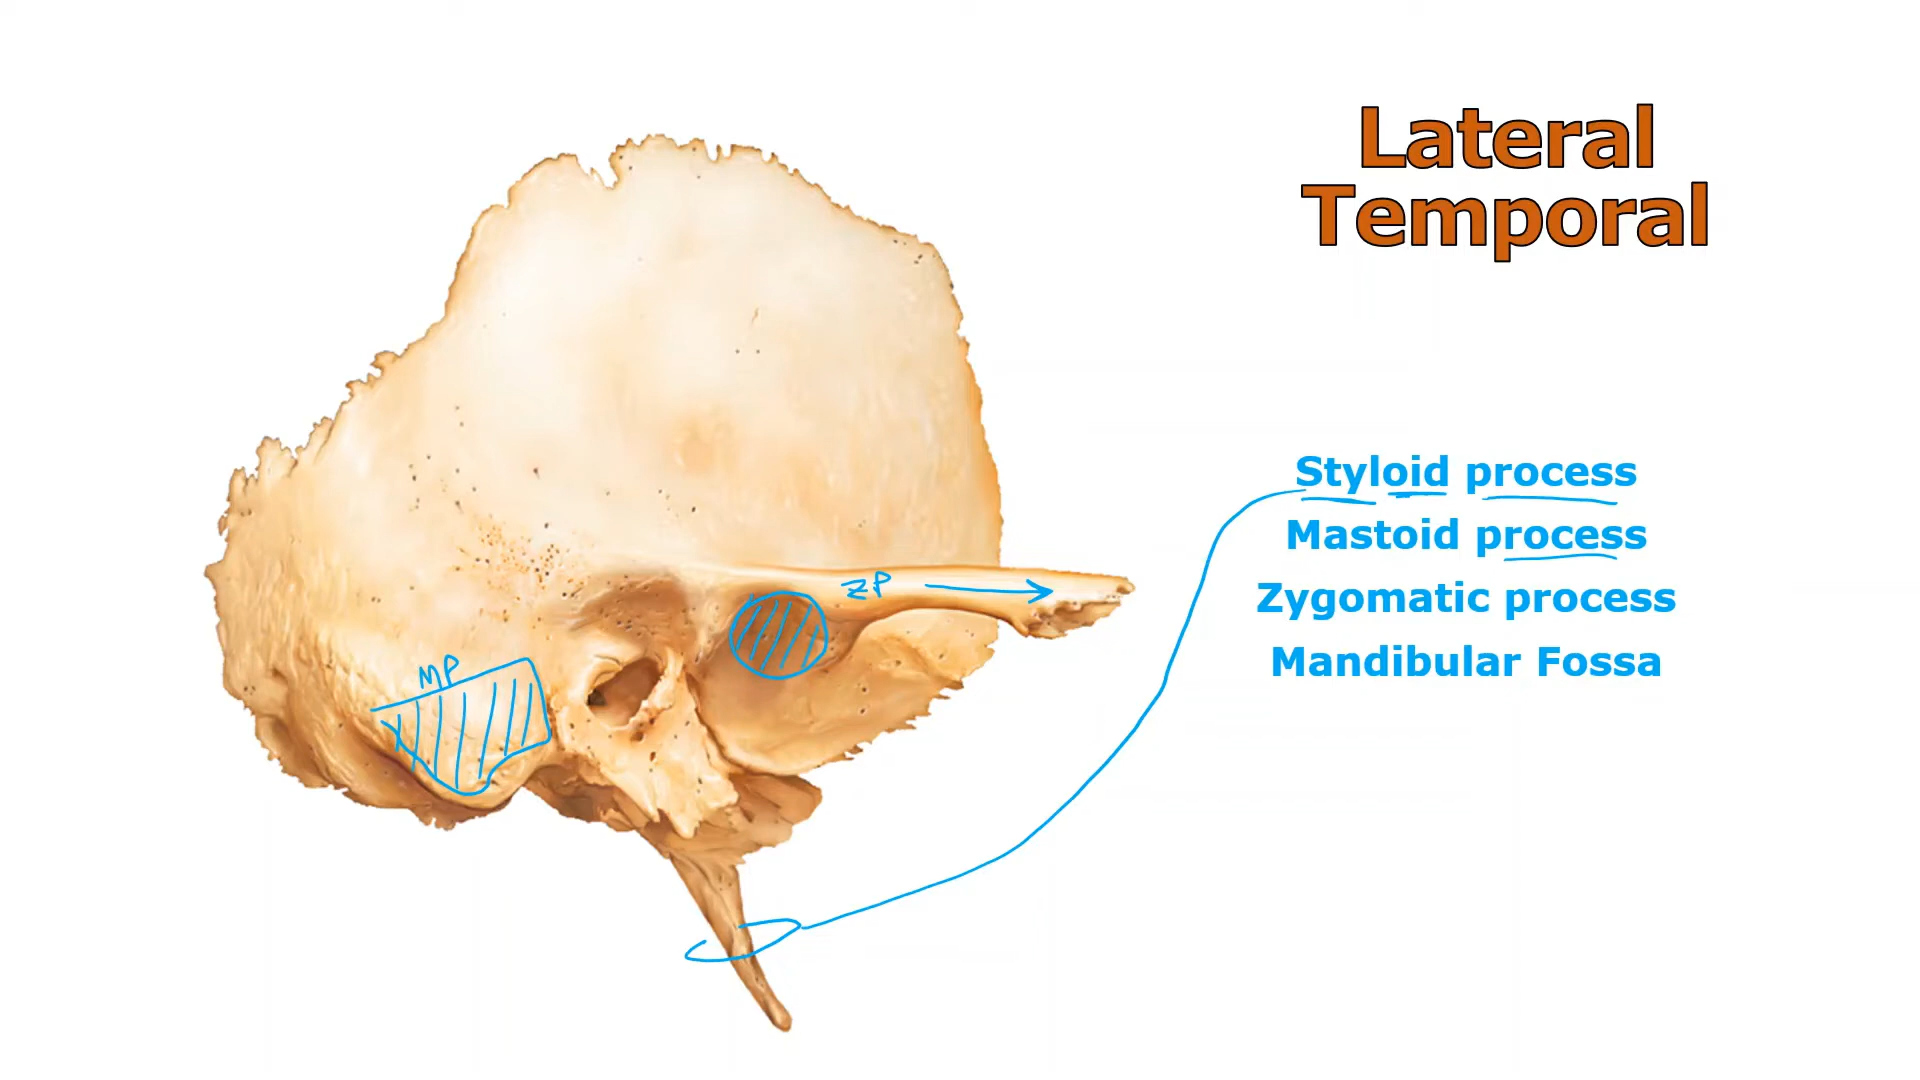 Lateral
Temporal
Styloid process
Mastoid process
Zygomatic process
Mandibular Fossa
ZP
MP